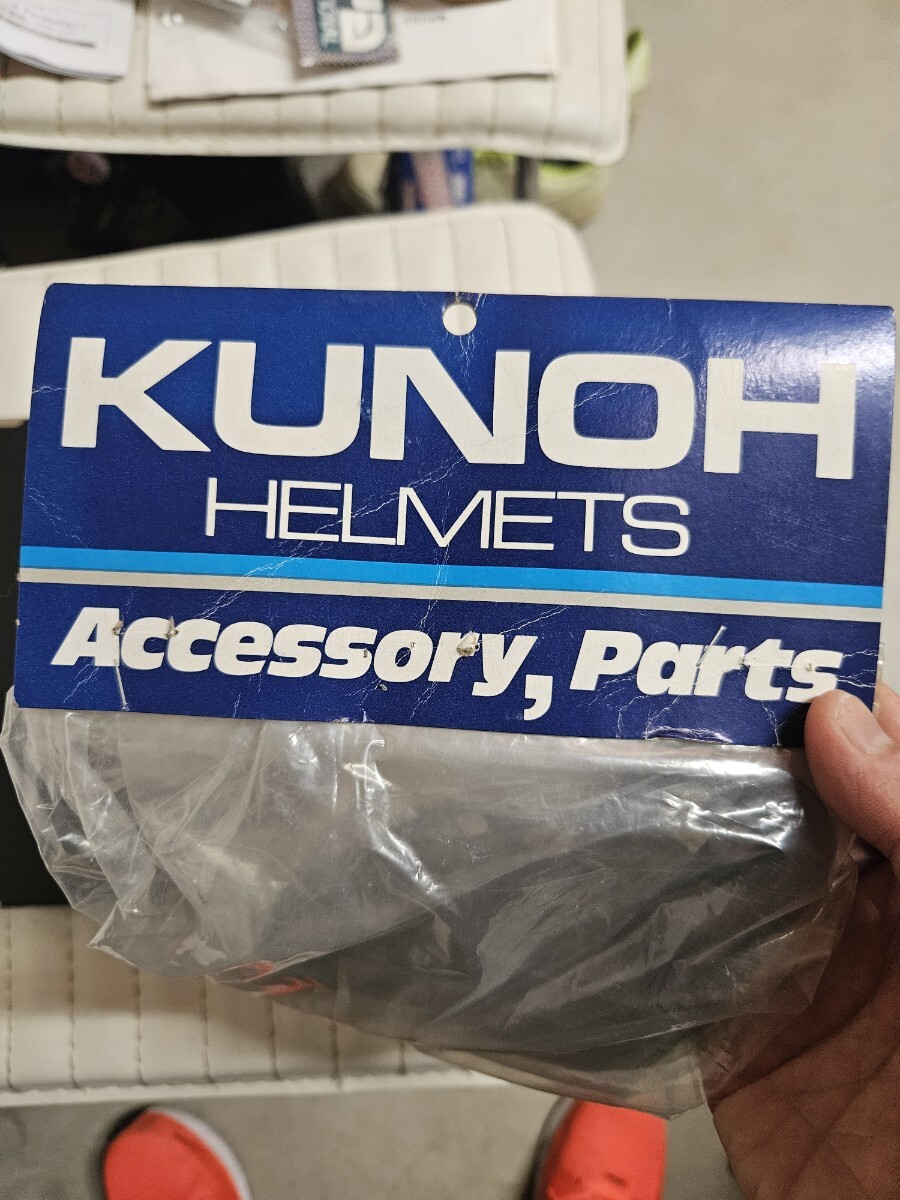 KUNOH
HELMETS
Accessory, Parts